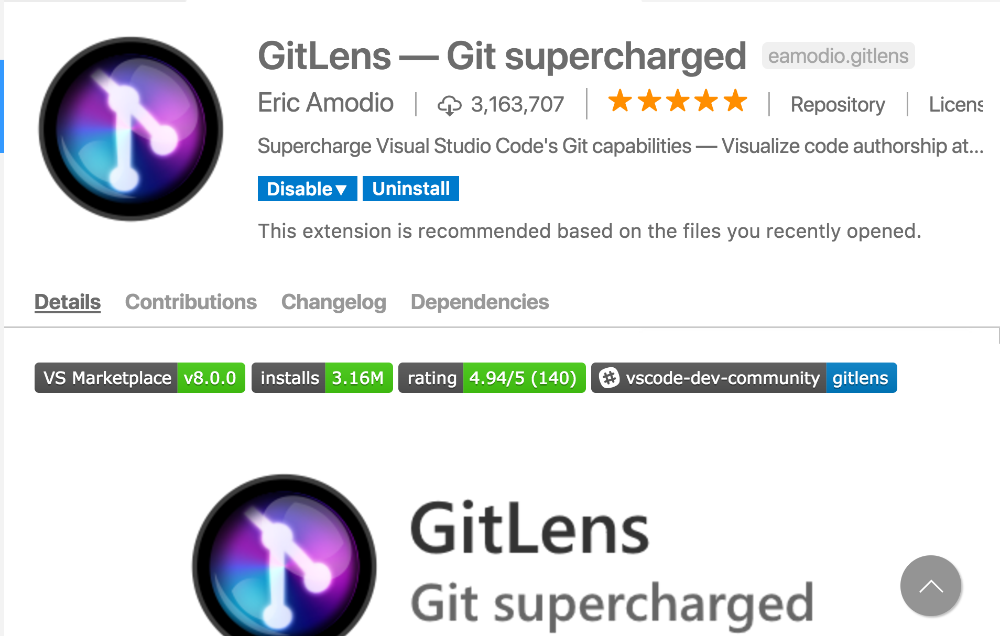 GitLens — Git supercharged eamodio.gitlens
Eric Amodio 3,163,707 Repository Licens
Supercharge Visual Studio Code's Git capabilities — Visualize code authorship at...
Disable▼ Uninstall
This extension is recommended based on the files you recently opened.
Details Contributions Changelog Dependencies
VS Marketplace v8.0.0 installs 3.16M rating 4.94/5 (140) vscode-dev-community gitlens
GitLens
Git supercharged